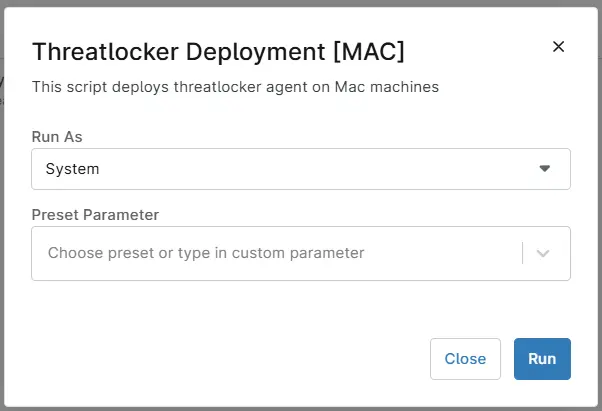 Threatlocker Deployment [MAC]
This script deploys threatlocker agent on Mac machines
Run As
System
Preset Parameter
Choose preset or type in custom parameter
Close
Run